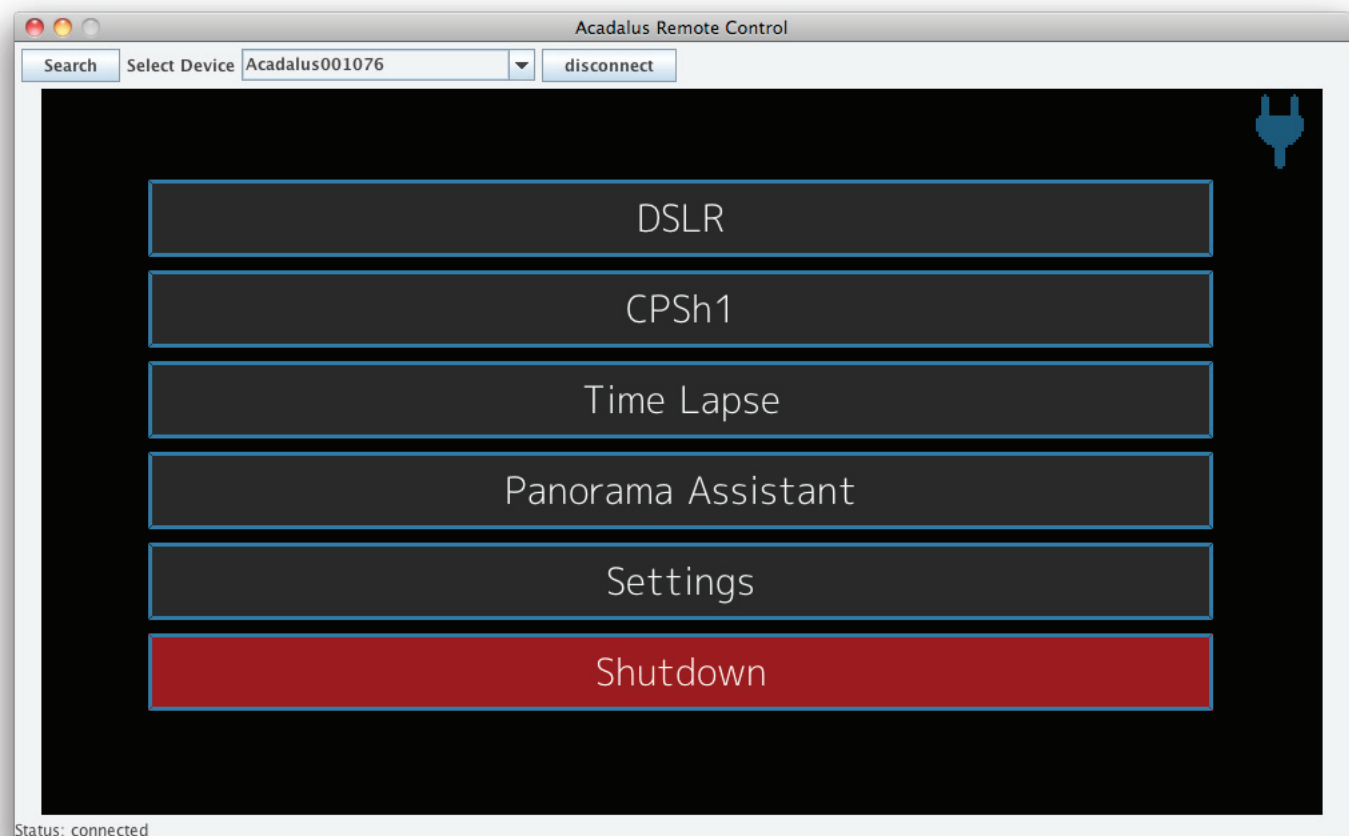 Acadalus Remote Control
Search Select Device Acadalus001076 disconnect
DSLR
CPSh1
Time Lapse
Panorama Assistant
Settings
Shutdown
Status: connected